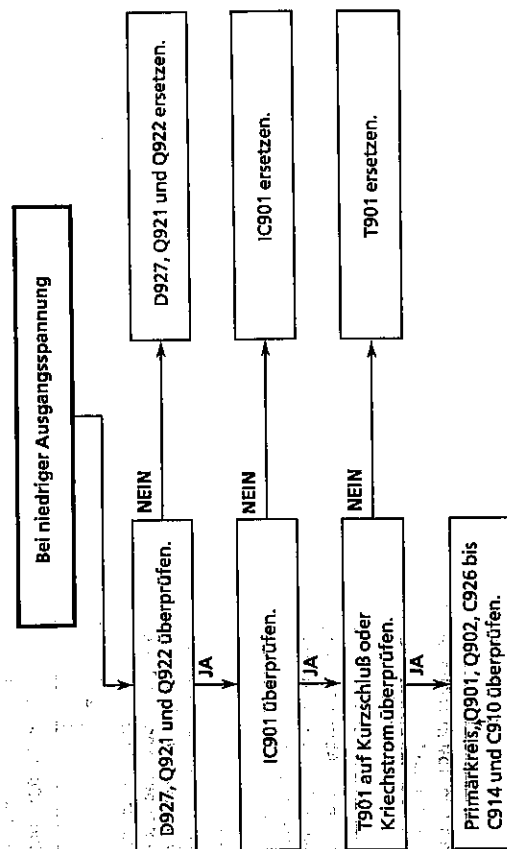 Bei niedriger Ausgangsspannung
D927, Q921 und Q922 überprüfen.
NEIN
D927, Q921 und Q922 ersetzen.
JA
IC901 überprüfen.
NEIN
IC901 ersetzen.
JA
T901 auf Kurzschluß oder
Kriechstrom überprüfen.
NEIN
T901 ersetzen.
JA
Primärkreis, Q901, Q902, C926 bis
C914 und C910 überprüfen.